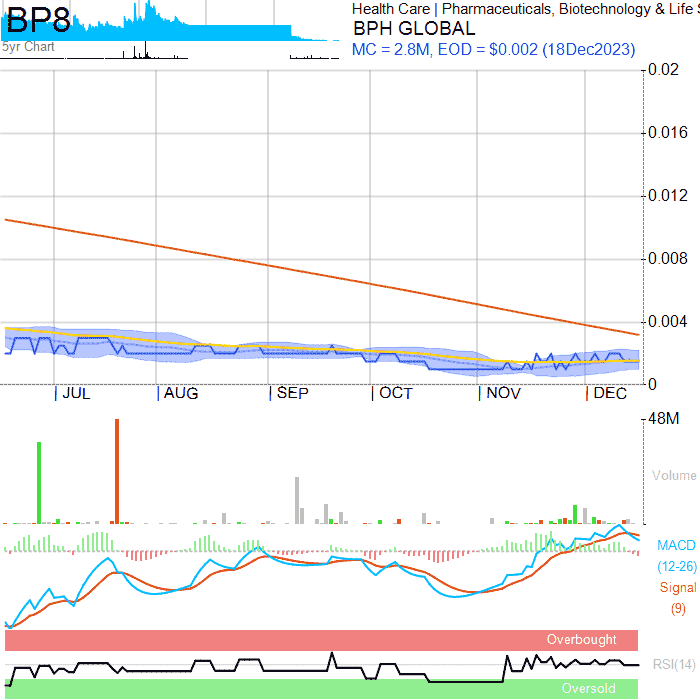 BP8
Health Care | Pharmaceuticals, Biotechnology & Life S
BPH GLOBAL
MC = 2.8M, EOD = $0.002 (18Dec2023)
5yr Chart
0.02
0.016
0.012
0.008
0.004
0
JUL AUG SEP OCT NOV DEC
48M
Volume
MACD
(12-26)
Signal
(9)
Overbought
RSI(14)
Oversold